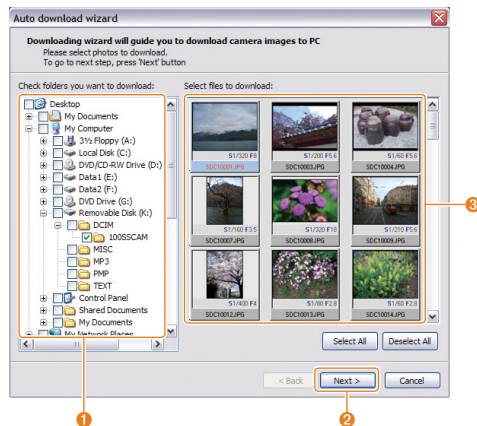 Auto download wizard
Downloading wizard will guide you to download camera images to PC
Please select photos to download.
To go to next step, press 'Next' button
Check folders you want to download:
Select files to download:
Desktop
My Documents
My Computer
3½ Floppy (A:)
Local Disk (C:)
DVD/CD-RW Drive (D:)
Data1 (E:)
Data2 (F:)
DVD Drive (G:)
Removable Disk (K:)
DCIM
100SSCAM
MISC
MP3
PMP
TEXT
Control Panel
Shared Documents
My Documents
My Network Places
S1/320 F8
S1/200 F5.6
S1/60 F5.6
SDC10001.JPG
SDC10003.JPG
SDC10004.JPG
S1/160 F3.5
S1/320 F18
S1/210 F5.6
SDC10007.JPG
SDC10008.JPG
SDC10009.JPG
S1/400 F4
S1/80 F2.8
S1/60 F2.8
SDC10012.JPG
SDC10013.JPG
SDC10014.JPG
3
Select All
Deselect All
< Back
Next >
Cancel
1
2